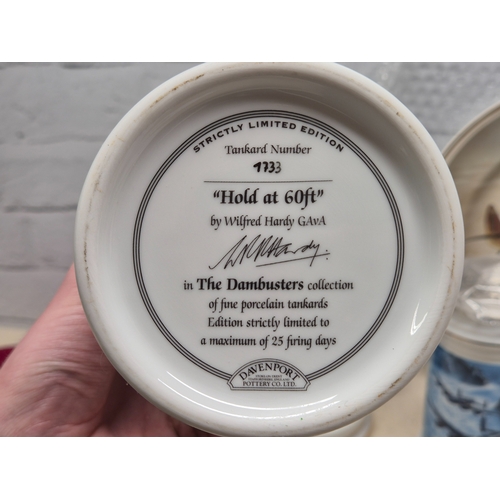 STRICTLY LIMITED EDITION
Tankard Number
1733
"Hold at 60ft"
by Wilfred Hardy GAvA
W R Hardy.
in The Dambusters collection
of fine porcelain tankards
Edition strictly limited to
a maximum of 25 firing days
DAVENPORT
POTTERY CO. LTD.